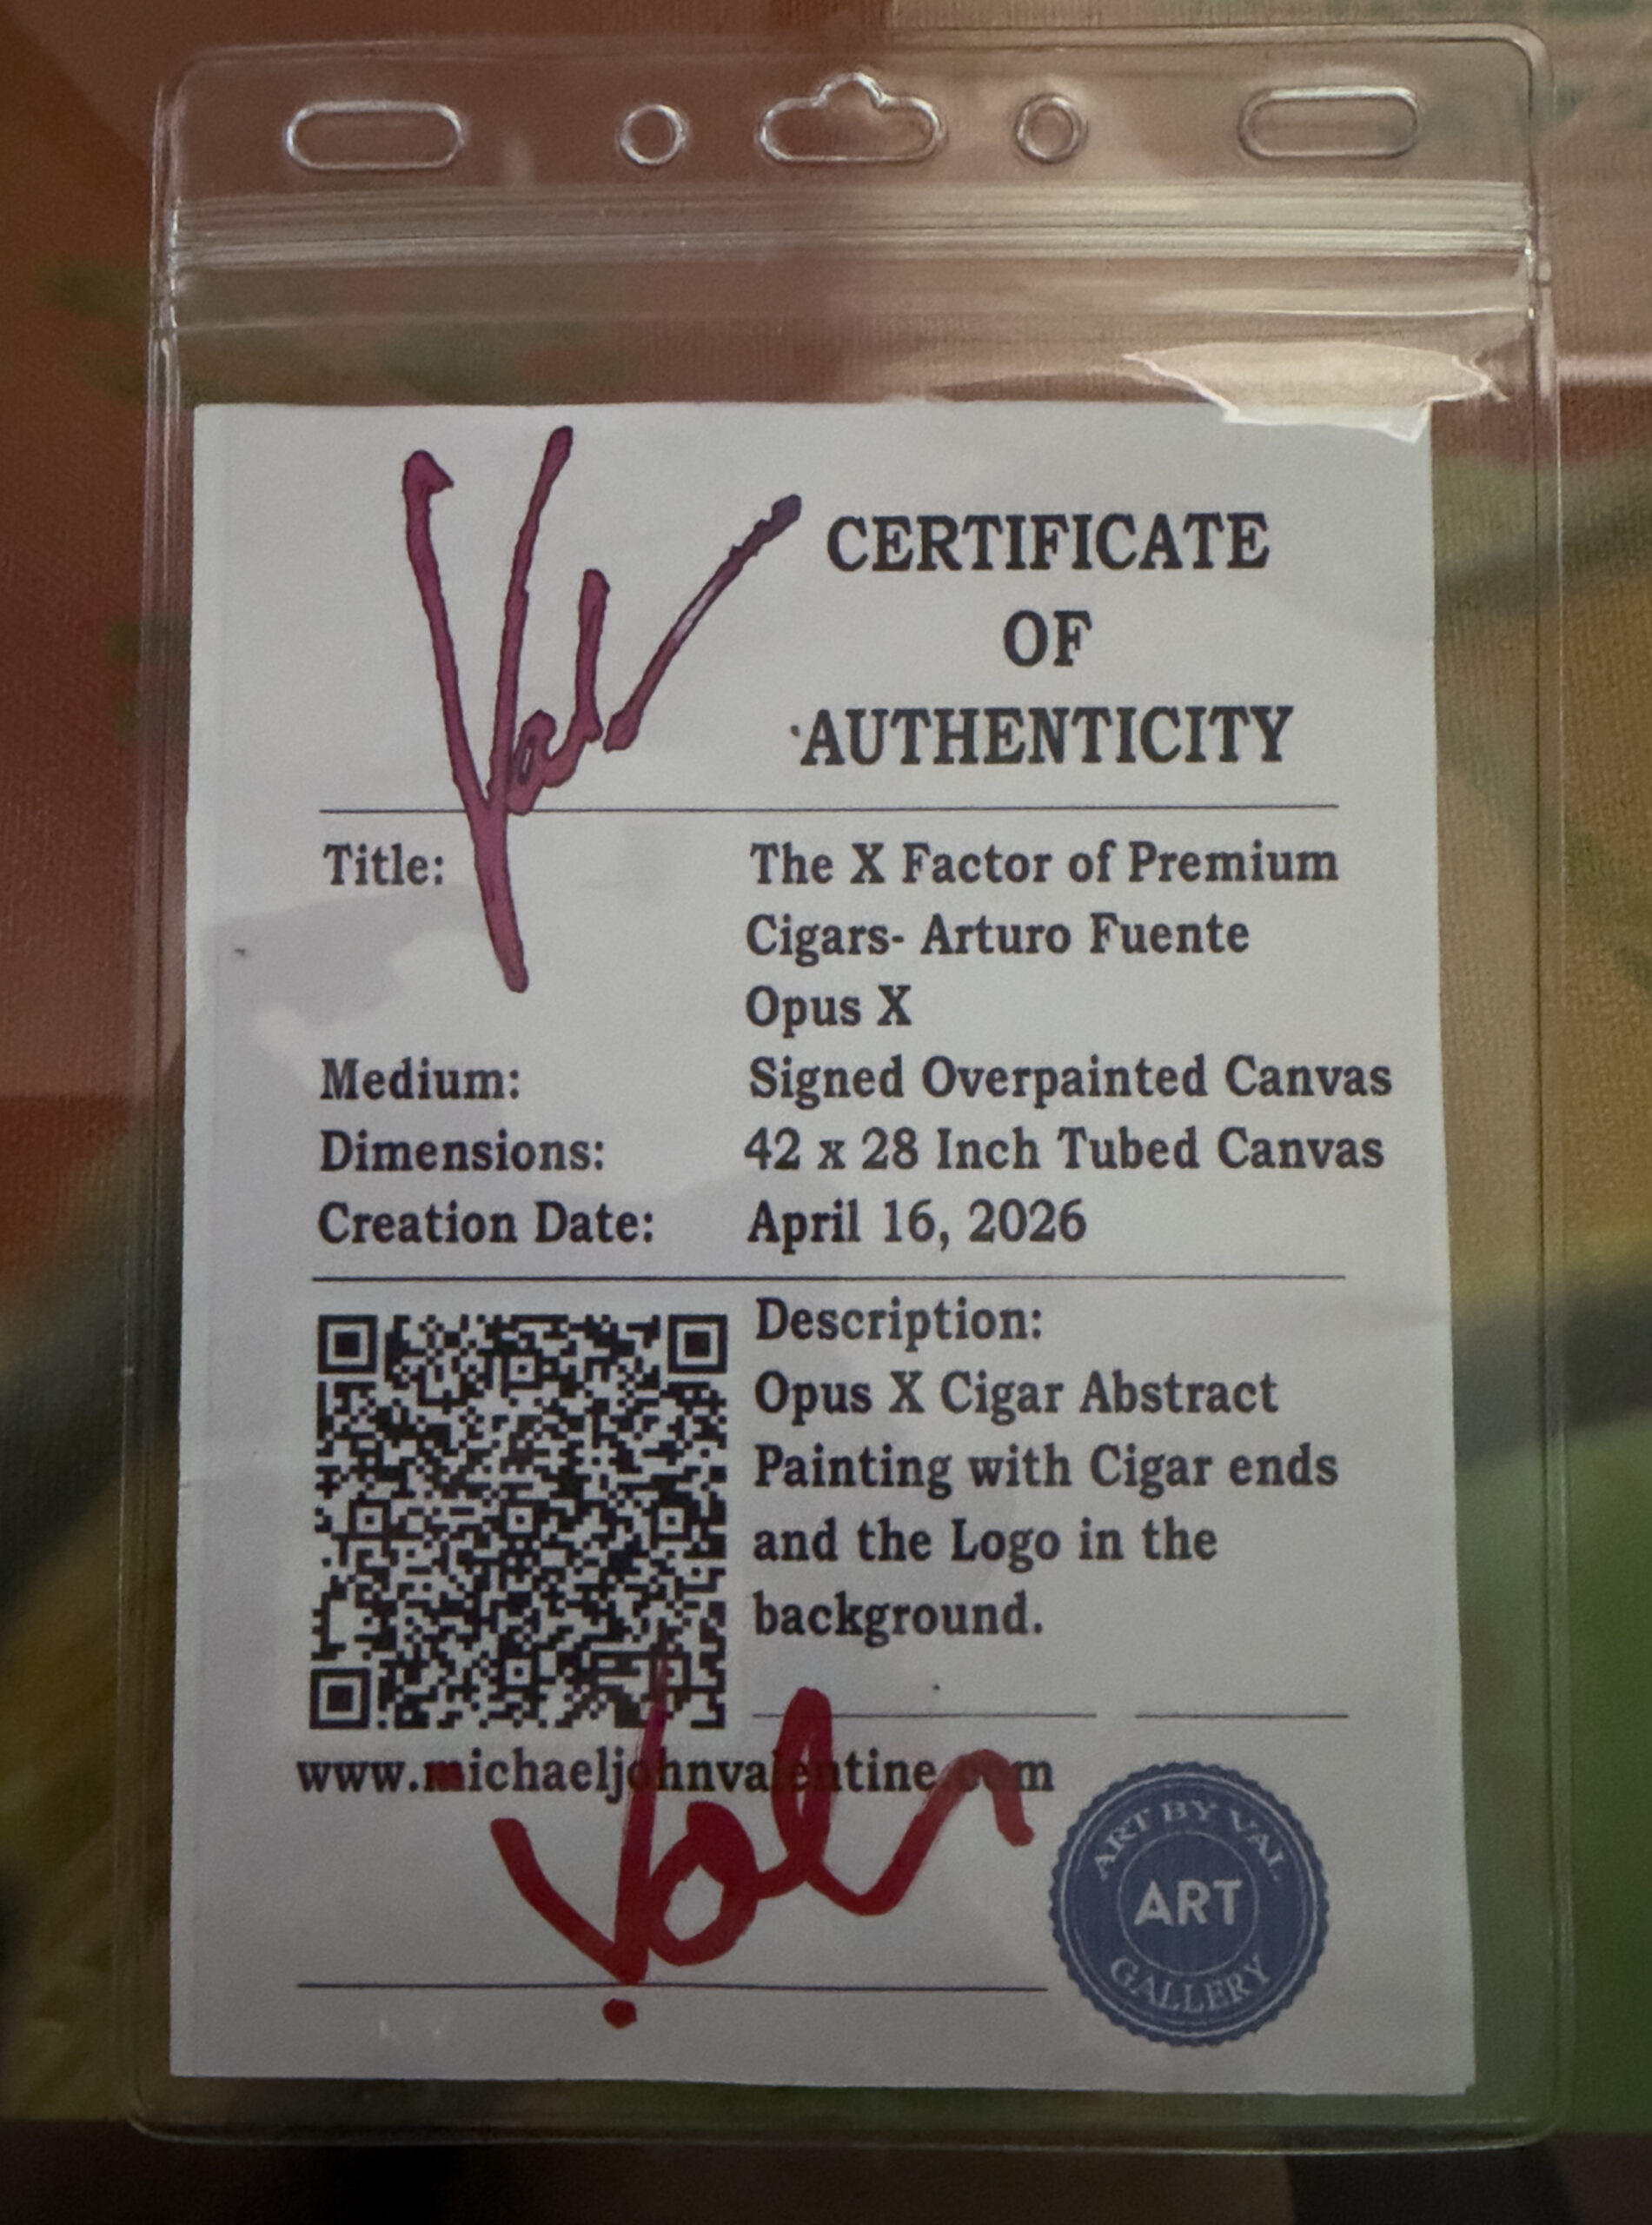 Val
CERTIFICATE
OF
AUTHENTICITY
Title: The X Factor of Premium
Cigars- Arturo Fuente
Opus X
Medium: Signed Overpainted Canvas
Dimensions: 42 x 28 Inch Tubed Canvas
Creation Date: April 16, 2026
Description:
Opus X Cigar Abstract
Painting with Cigar ends
and the Logo in the
background.
www.michaeljohnvalentine.com
Val
ART BY VAL
ART
GALLERY